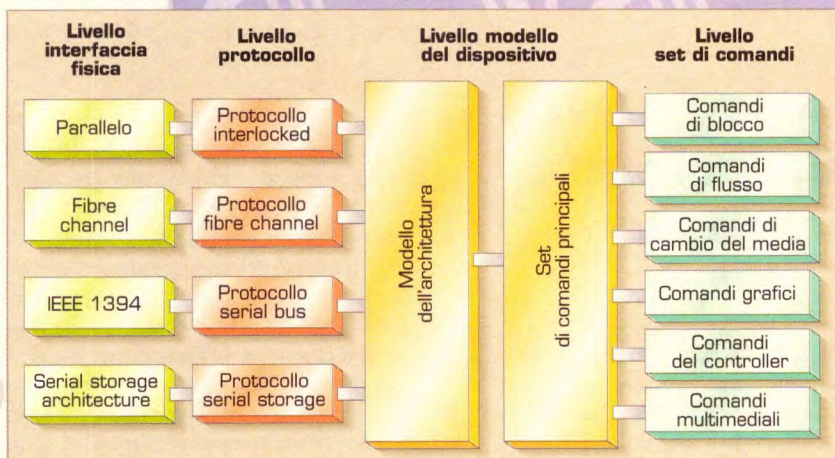 Livello
interfaccia
fisica
Livello
protocollo
Livello modello
del dispositivo
Livello
set di comandi
Parallelo
Protocollo
interlocked
Fibre
channel
Protocollo
fibre channel
IEEE 1394
Protocollo
serial bus
Serial storage
architecture
Protocollo
serial storage
Modello
dell'architettura
Set
di comandi principali
Comandi
di blocco
Comandi
di flusso
Comandi di
cambio del media
Comandi grafici
Comandi
del controller
Comandi
multimediali